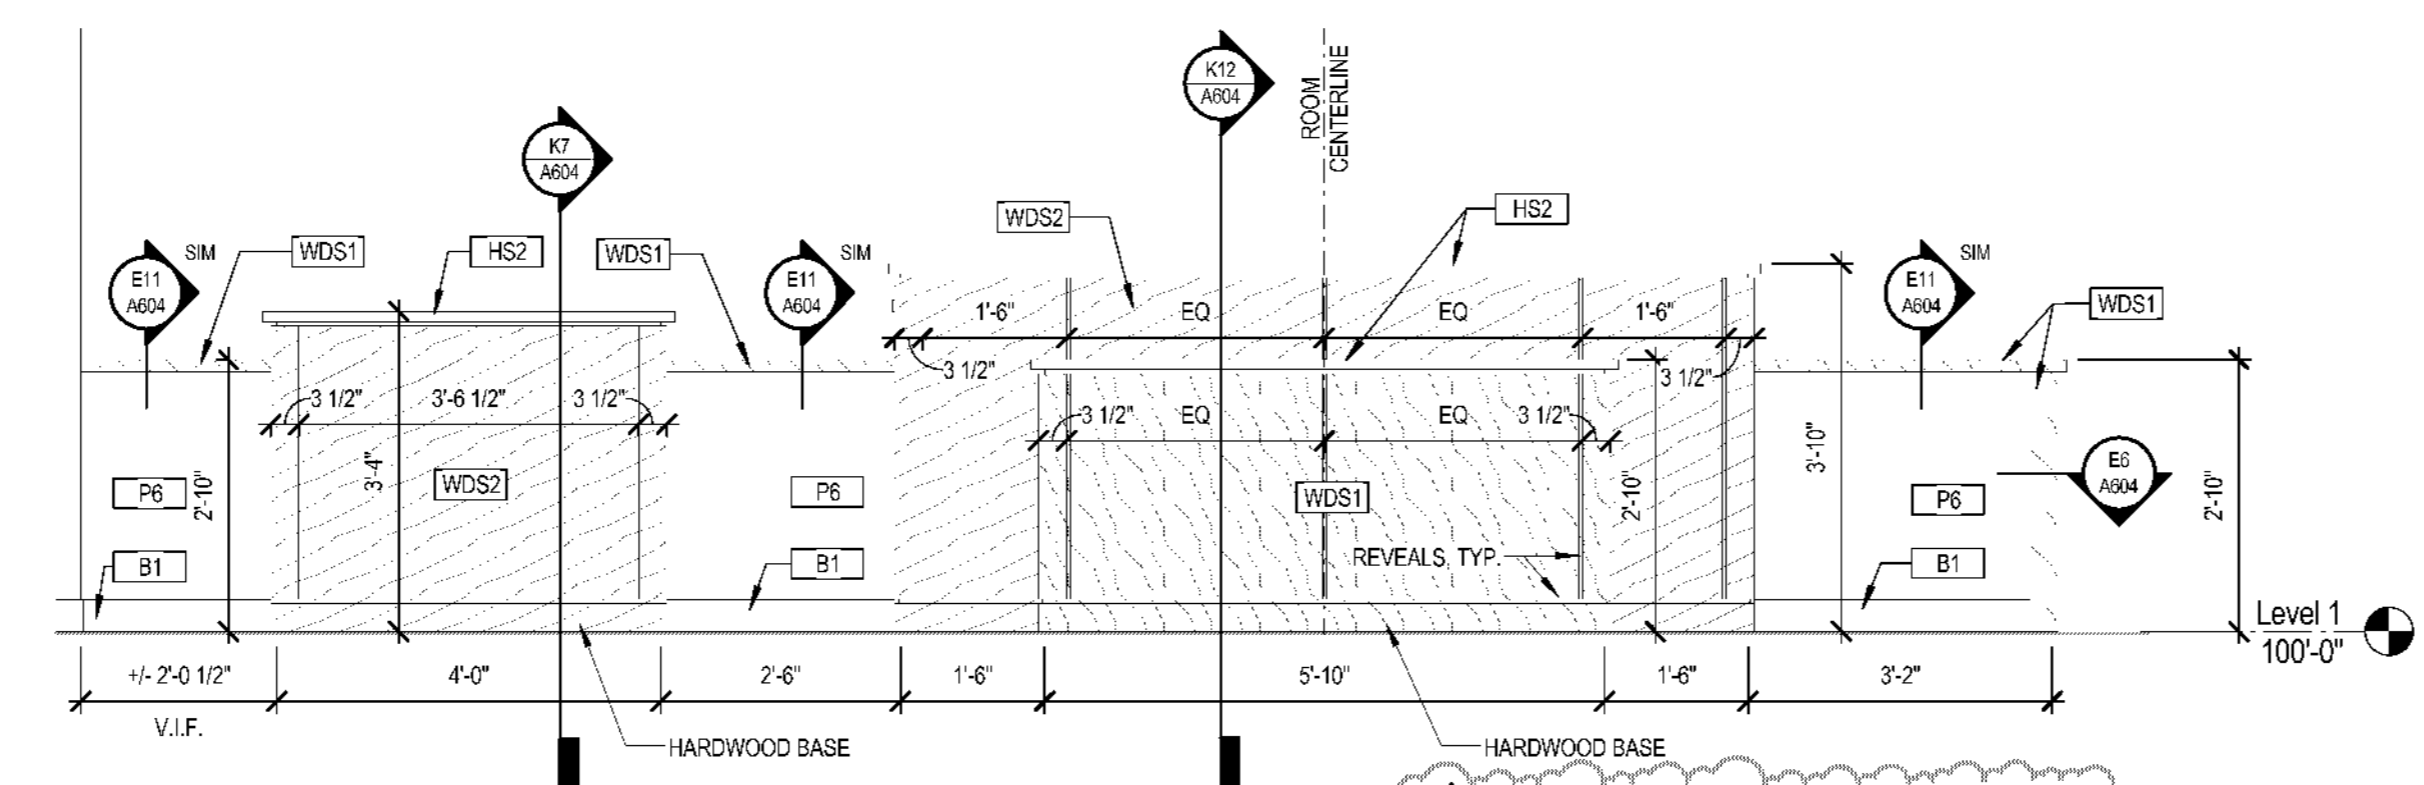 K12
A604
ROOM
CENTERLINE
K7
A604
WDS2
HS2
SIM
WDS1
HS2
WDS1
SIM
SIM
E11
A604
E11
A604
E11
A604
WDS1
1'-6"
EQ
EQ
1'-6"
3 1/2"
3 1/2"
3 1/2"
3'-6 1/2"
3 1/2"
3 1/2"
EQ
EQ
3 1/2"
3'-10"
3'-4"
WDS2
P6
2'-10"
P6
WDS1
2'-10"
E6
A604
P6
2'-10"
B1
B1
REVEALS, TYP.
B1
Level 1
100'-0"
+/- 2'-0 1/2"
4'-0"
2'-6"
1'-6"
5'-10"
1'-6"
3'-2"
V.I.F.
HARDWOOD BASE
HARDWOOD BASE